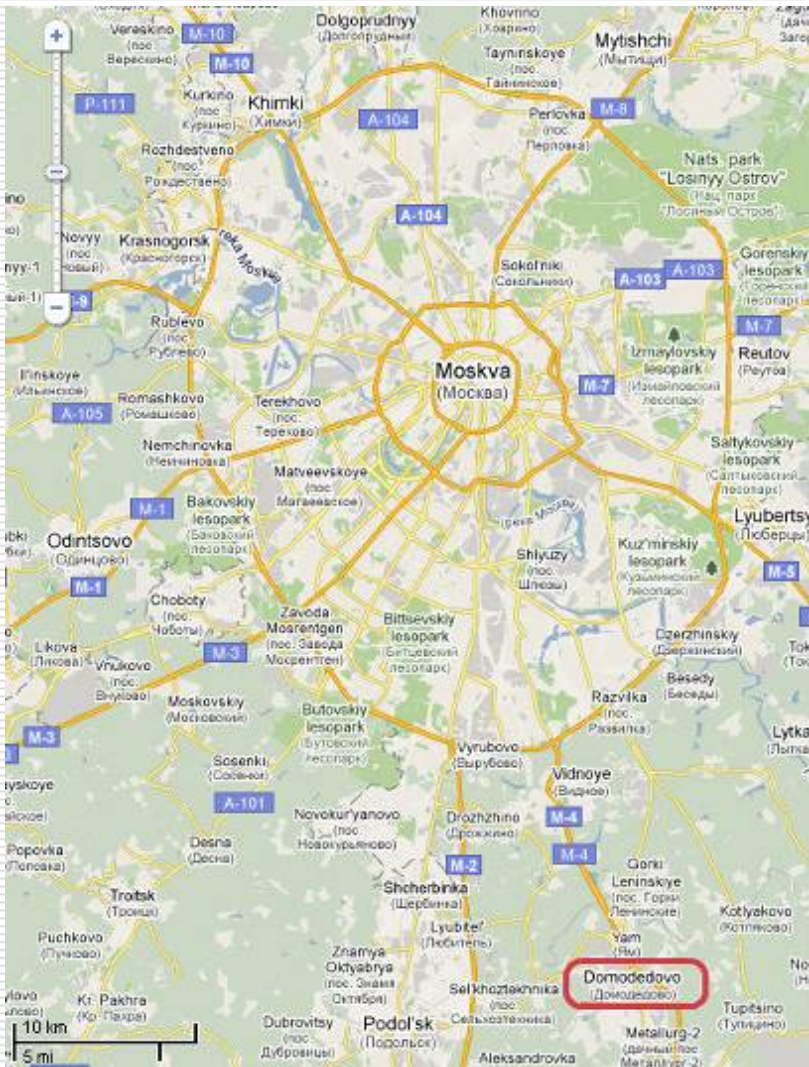 M-10
Dolgoprudnyy
(Долгопрудный)
Khovrino
(Ховрино)
Vereskino
(пос.
Верескино)
M-10
Mytishchi
(Мытищи)
Tayninskoye
(пос.
Тайнинское)
P-111
Kurkino
(пос.
Куркино)
Khimki
(Химки)
A-104
Perlovka
(пос.
Перловка)
M-8
Rozhdestveno
(пос.
Рождествено)
Nats. park
"Losinyy Ostrov"
(Нац. парк
"Лосиный Остров")
A-104
Krasnogorsk
(Красногорск)
reka Moskva
Novyy
(пос.
Новый)
Sokol'niki
(Сокольники)
A-103
A-103
Gorenskiy
lesopark
M-9
Rublevo
(пос.
Рублево)
M-7
Izmaylovskiy
lesopark
(Измайловский
лесопарк)
Reutov
(Реутов)
Moskva
(Москва)
M-7
Il'inskoye
(Ильинское)
Romashkovo
(Ромашково)
A-105
Terekhovo
(пос.
Терехово)
Nemchinovka
(Немчиновка)
Matveevskoye
(пос.
Матвеевское)
Saltykovskiy
lesopark
(Салтыковский
лесопарк)
M-1
Bakovskiy
lesopark
(Баковский
лесопарк)
(река Москва)
Lyubertsy
(Люберцы)
Odintsovo
(Одинцово)
Shlyuzy
(пос.
Шлюзы)
Kuz'minskiy
lesopark
(Кузьминский
лесопарк)
M-5
M-1
Choboty
(пос.
Чоботы)
Zavoda
Mosrentgen
(пос. Завода
Мосрентген)
Bittsevskiy
lesopark
(Битцевский
лесопарк)
Dzerzhinskiy
(Дзержинский)
Likova
(Ликова)
Vnukovo
(пос.
Внуково)
M-3
Besedy
(Беседы)
Moskovskiy
(Московский)
Butovskiy
lesopark
(Бутовский
лесопарк)
Razvilka
(пос.
Развилка)
M-3
Vyrubovo
(Вырубово)
Sosenki
(Сосенки)
Vidnoye
(Видное)
A-101
Novokur'yanovo
(пос.
Новокурьяново)
Drozhzhino
(Дрожжино)
M-4
Popovka
(Поповка)
Desna
(Десна)
M-2
M-4
Gorki
Leninskiye
(пос. Горки
Ленинские)
Troitsk
(Троицк)
Shcherbinka
(Щербинка)
Kotlyakovo
(Котляково)
Puchkovo
(Пучково)
Lyubitel'
(Любитель)
Yam
(Ям)
Znamya
Oktyabrya
(пос. Знамя
Октября)
Domodedovo
(Домодедово)
Sel'khoztekhnika
(пос.
Сельхозтехника)
Kr. Pakhra
(Кр. Пахра)
Tupitsino
(Тупицино)
10 km
5 mi
Dubrovitsy
(Дубровицы)
Podol'sk
(Подольск)
Metallurg-2
(дачный пос.
Металлург-2)
Aleksandrovka